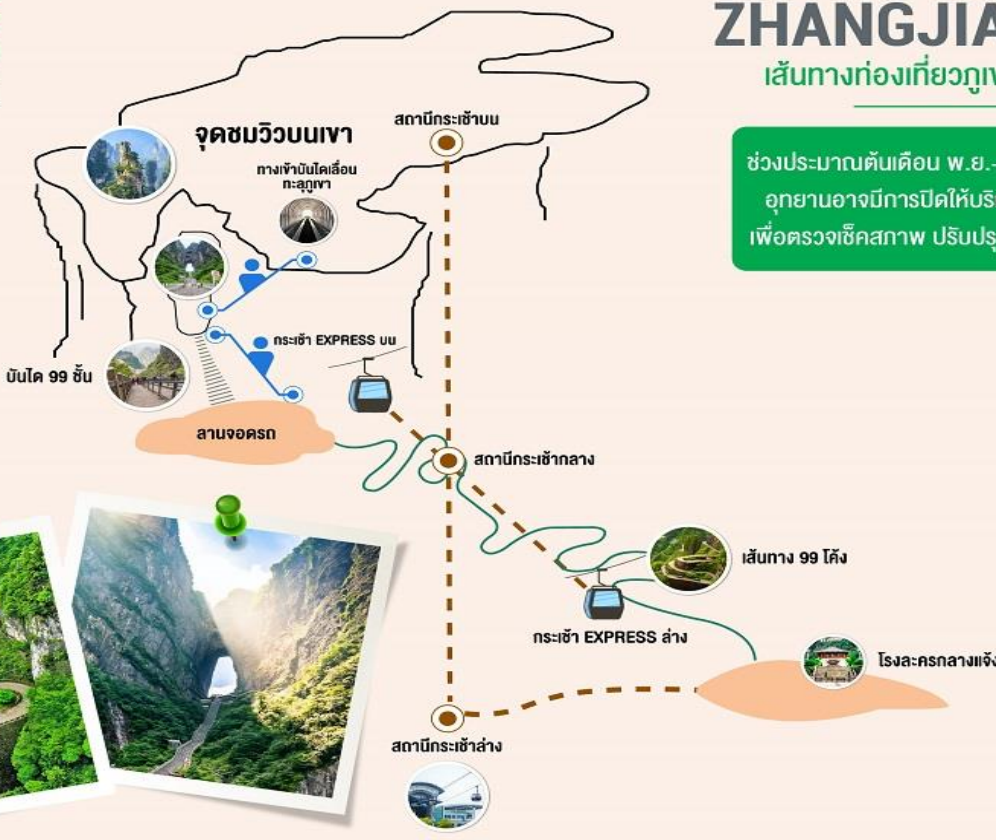 ZHANGJIA
เส้นทางท่องเที่ยวภูเ
ช่วงประมาณต้นเดือน พ.ย.-
อุทยานอาจมีการปิดให้บริ
เพื่อตรวจเช็คสภาพ ปรับปรุ
สถานีกระเช้าบน
จุดชมวิวบนเขา
ทางเข้าบันไดเลื่อน
ทะลุภูเขา
กระเช้า EXPRESS บน
บันได 99 ชั้น
ลานจอดรถ
สถานีกระเช้ากลาง
เส้นทาง 99 โค้ง
กระเช้า EXPRESS ล่าง
โรงละครกลางแจ้ง
สถานีกระเช้าล่าง